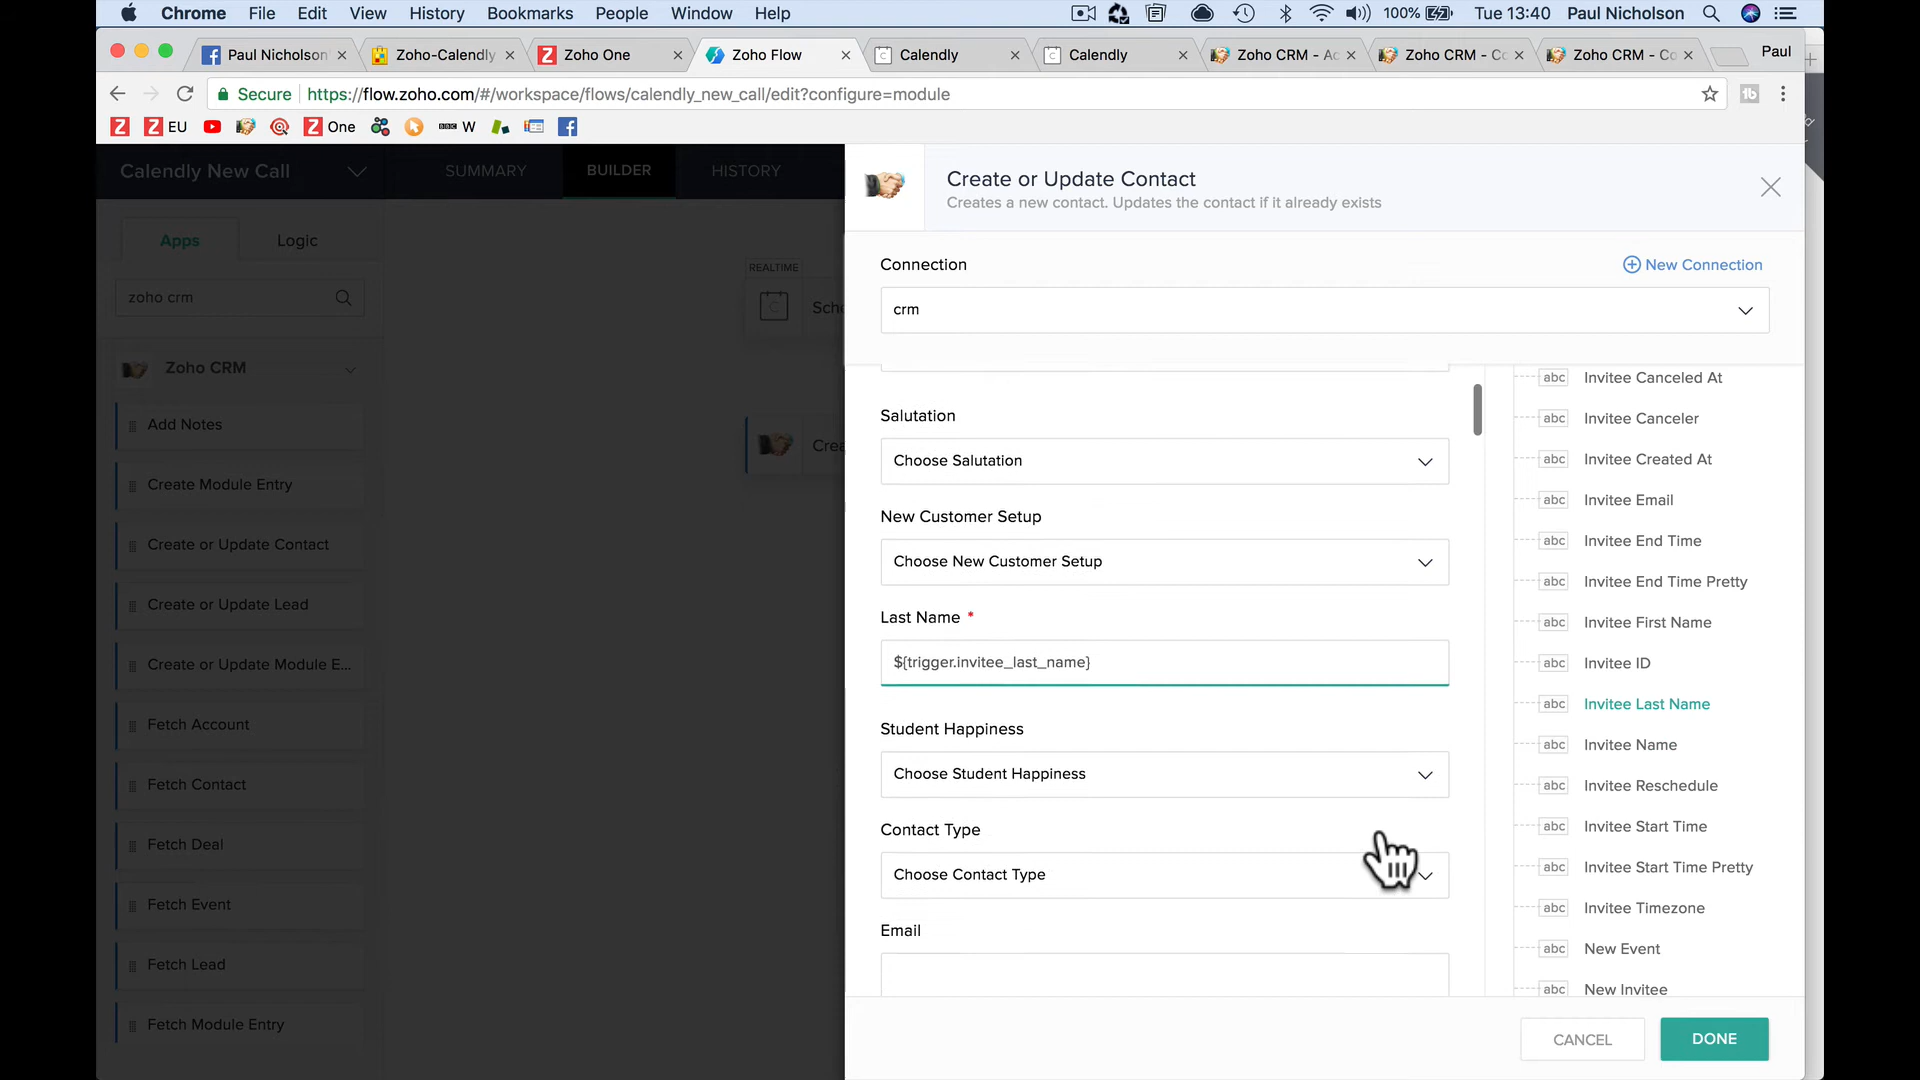 Chrome File Edit View History Bookmarks People Window Help 100% Tue 13:40 Paul Nicholson
Paul Nicholson Zoho-Calendly Zoho One Zoho Flow Calendly Calendly Zoho CRM - Ac Zoho CRM - Co Zoho CRM - Co Paul
Secure https://flow.zoho.com/#/workspace/flows/calendly_new_call/edit?configure=module
EU One BBC W
Calendly New Call SUMMARY BUILDER HISTORY
Create or Update Contact
Creates a new contact. Updates the contact if it already exists
Apps Logic
zoho crm
Zoho CRM
Add Notes
Create Module Entry
Create or Update Contact
Create or Update Lead
Create or Update Module E...
Fetch Account
Fetch Contact
Fetch Deal
Fetch Event
Fetch Lead
Fetch Module Entry
REALTIME
Sche
Crea
Connection
New Connection
crm
Salutation
Choose Salutation
New Customer Setup
Choose New Customer Setup
Last Name *
${trigger.invitee_last_name}
Student Happiness
Choose Student Happiness
Contact Type
Choose Contact Type
Email
abc Invitee Canceled At
abc Invitee Canceler
abc Invitee Created At
abc Invitee Email
abc Invitee End Time
abc Invitee End Time Pretty
abc Invitee First Name
abc Invitee ID
abc Invitee Last Name
abc Invitee Name
abc Invitee Reschedule
abc Invitee Start Time
abc Invitee Start Time Pretty
abc Invitee Timezone
abc New Event
abc New Invitee
CANCEL DONE